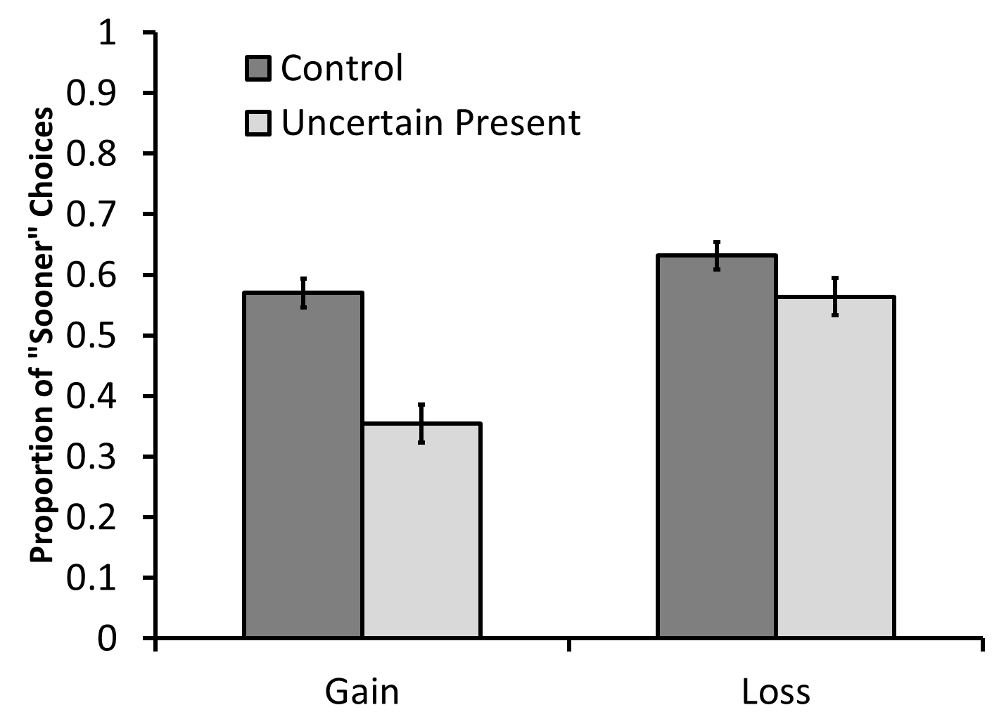 Proportion of "Sooner" Choices
1
0.9
0.8
0.7
0.6
0.5
0.4
0.3
0.2
0.1
0
Control
Uncertain Present
Gain
Loss